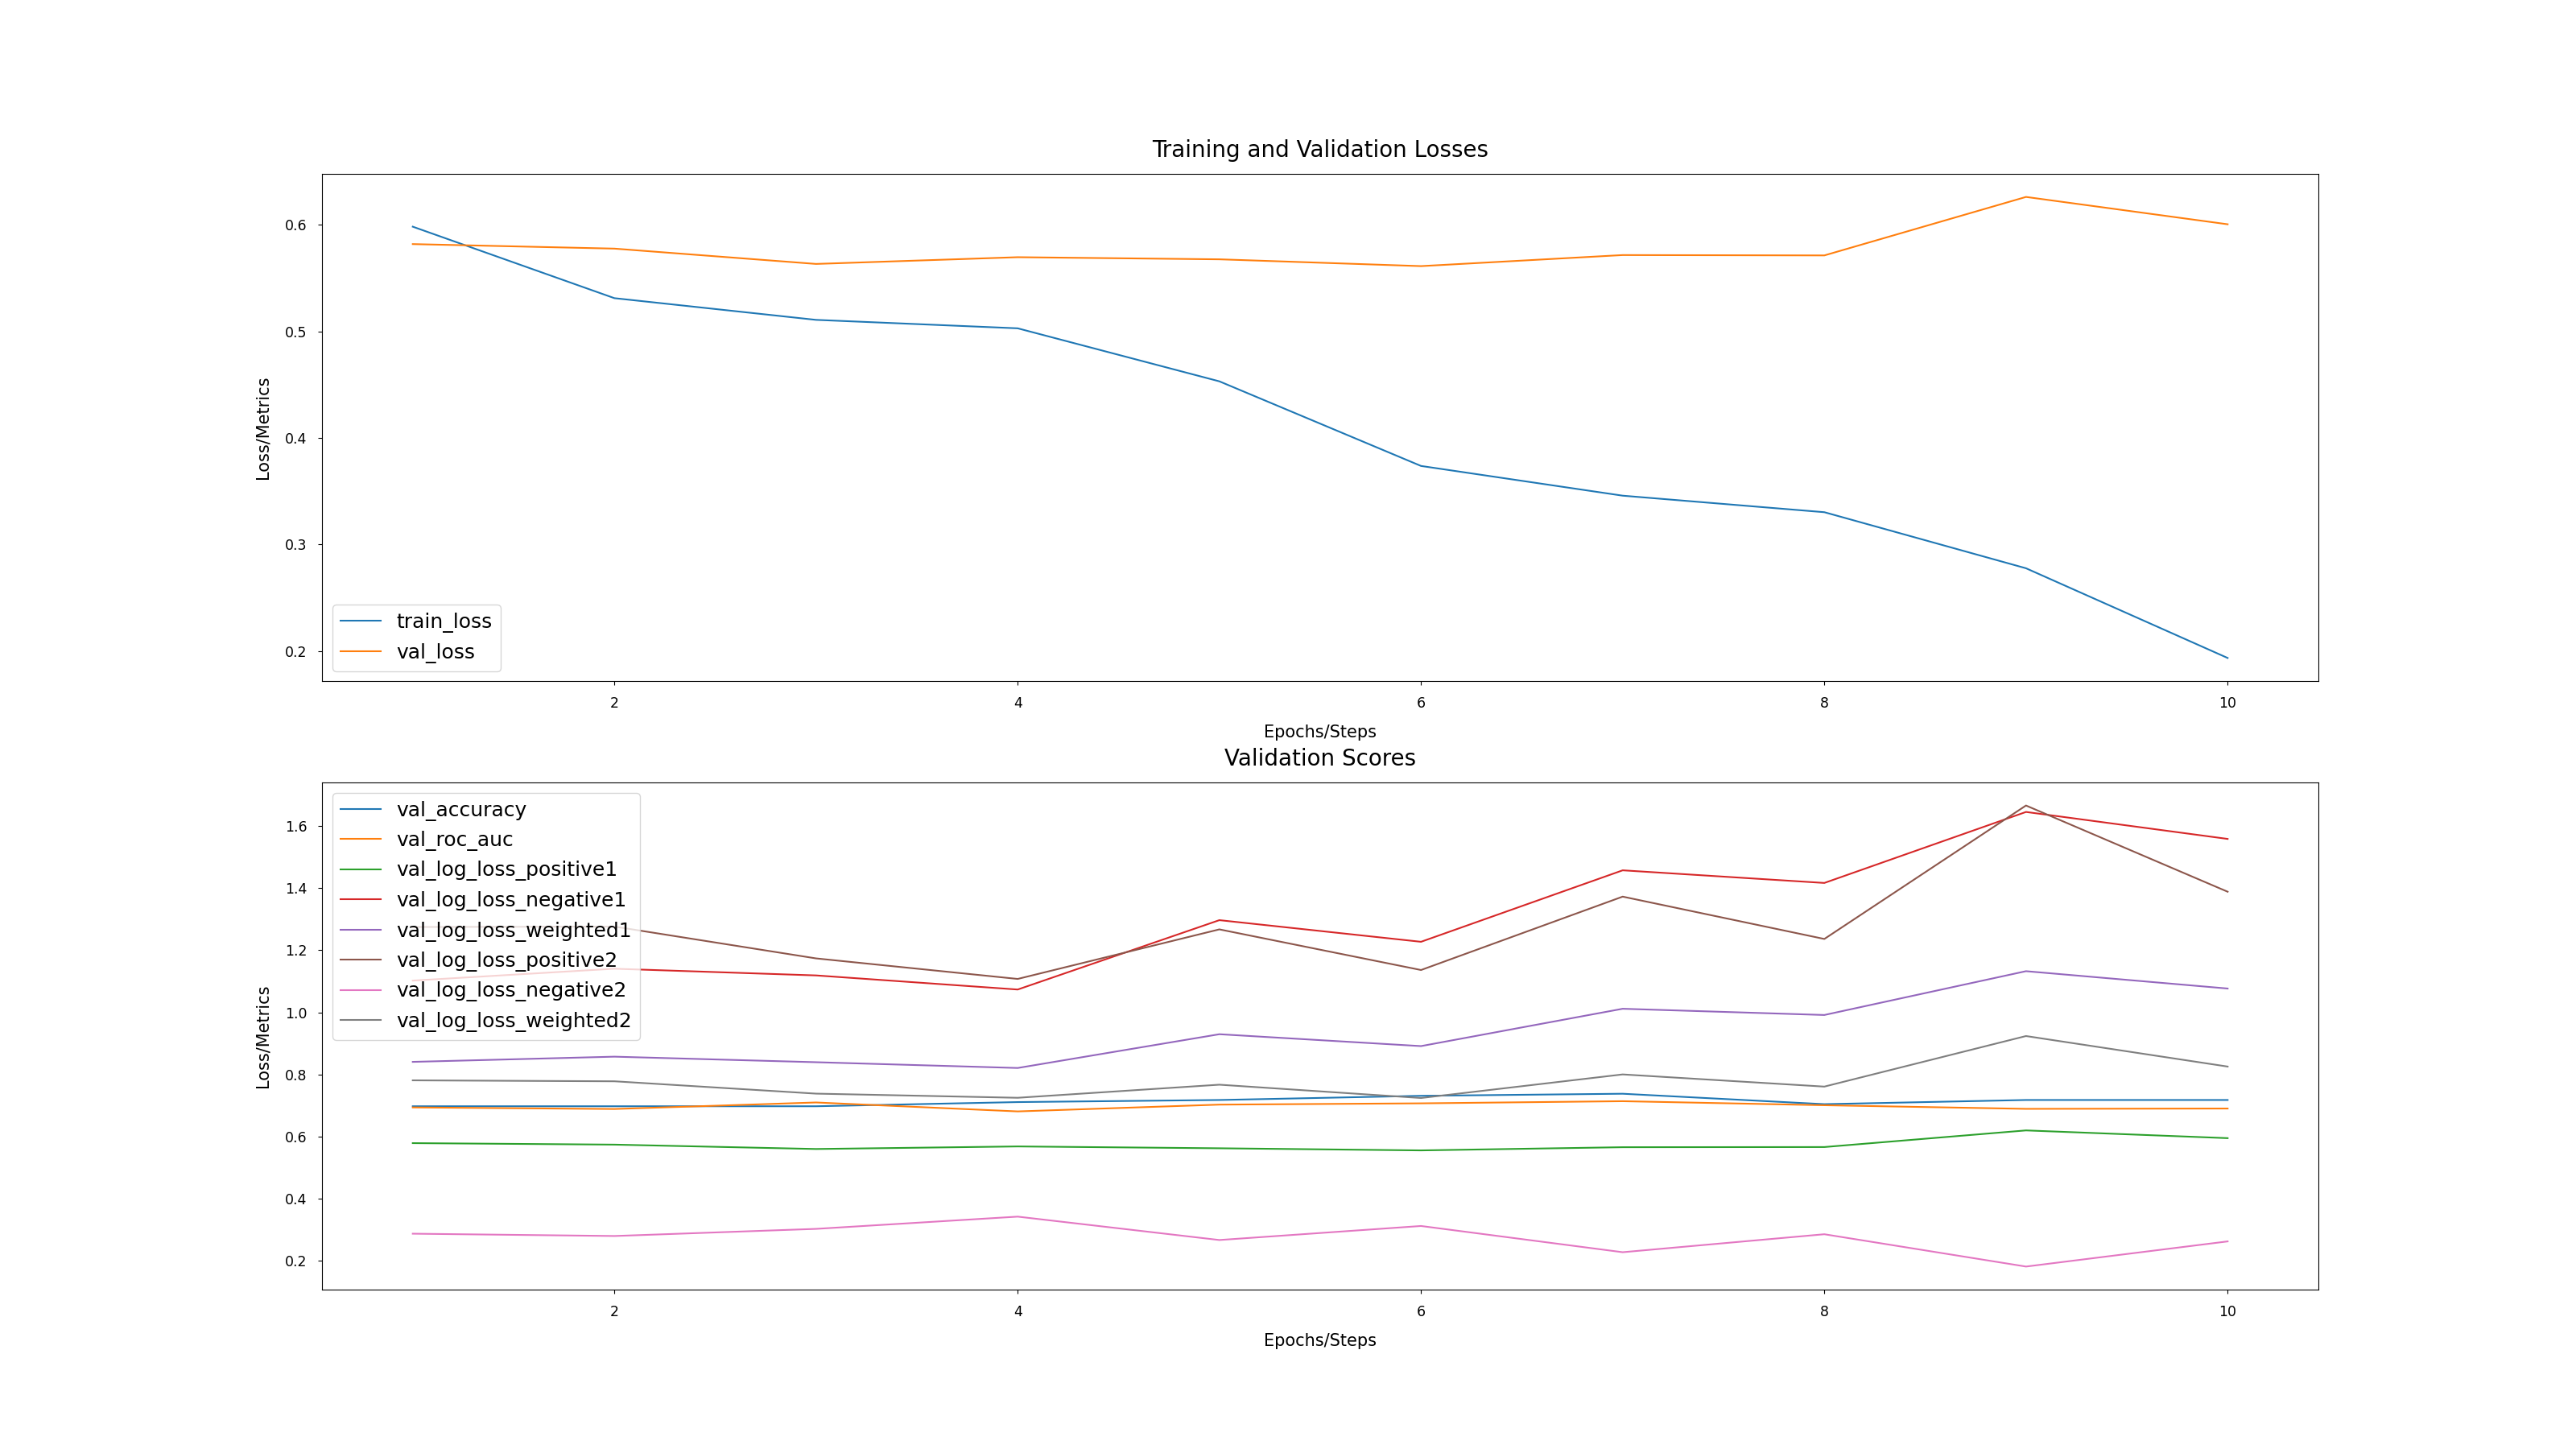 Training and Validation Losses
Loss/Metrics
0.6
0.5
0.4
0.3
0.2
train_loss
val_loss
2 4 6 8 10
Epochs/Steps
Validation Scores
Loss/Metrics
1.6
1.4
1.2
1.0
0.8
0.6
0.4
0.2
val_accuracy
val_roc_auc
val_log_loss_positive1
val_log_loss_negative1
val_log_loss_weighted1
val_log_loss_positive2
val_log_loss_negative2
val_log_loss_weighted2
2 4 6 8 10
Epochs/Steps